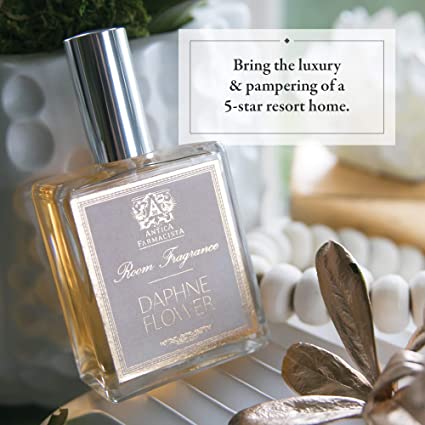 Bring the luxury
& pampering of a
5-star resort home.
A
ANTICA
FARMACISTA
Room Fragrance
DAPHNE
FLOWER